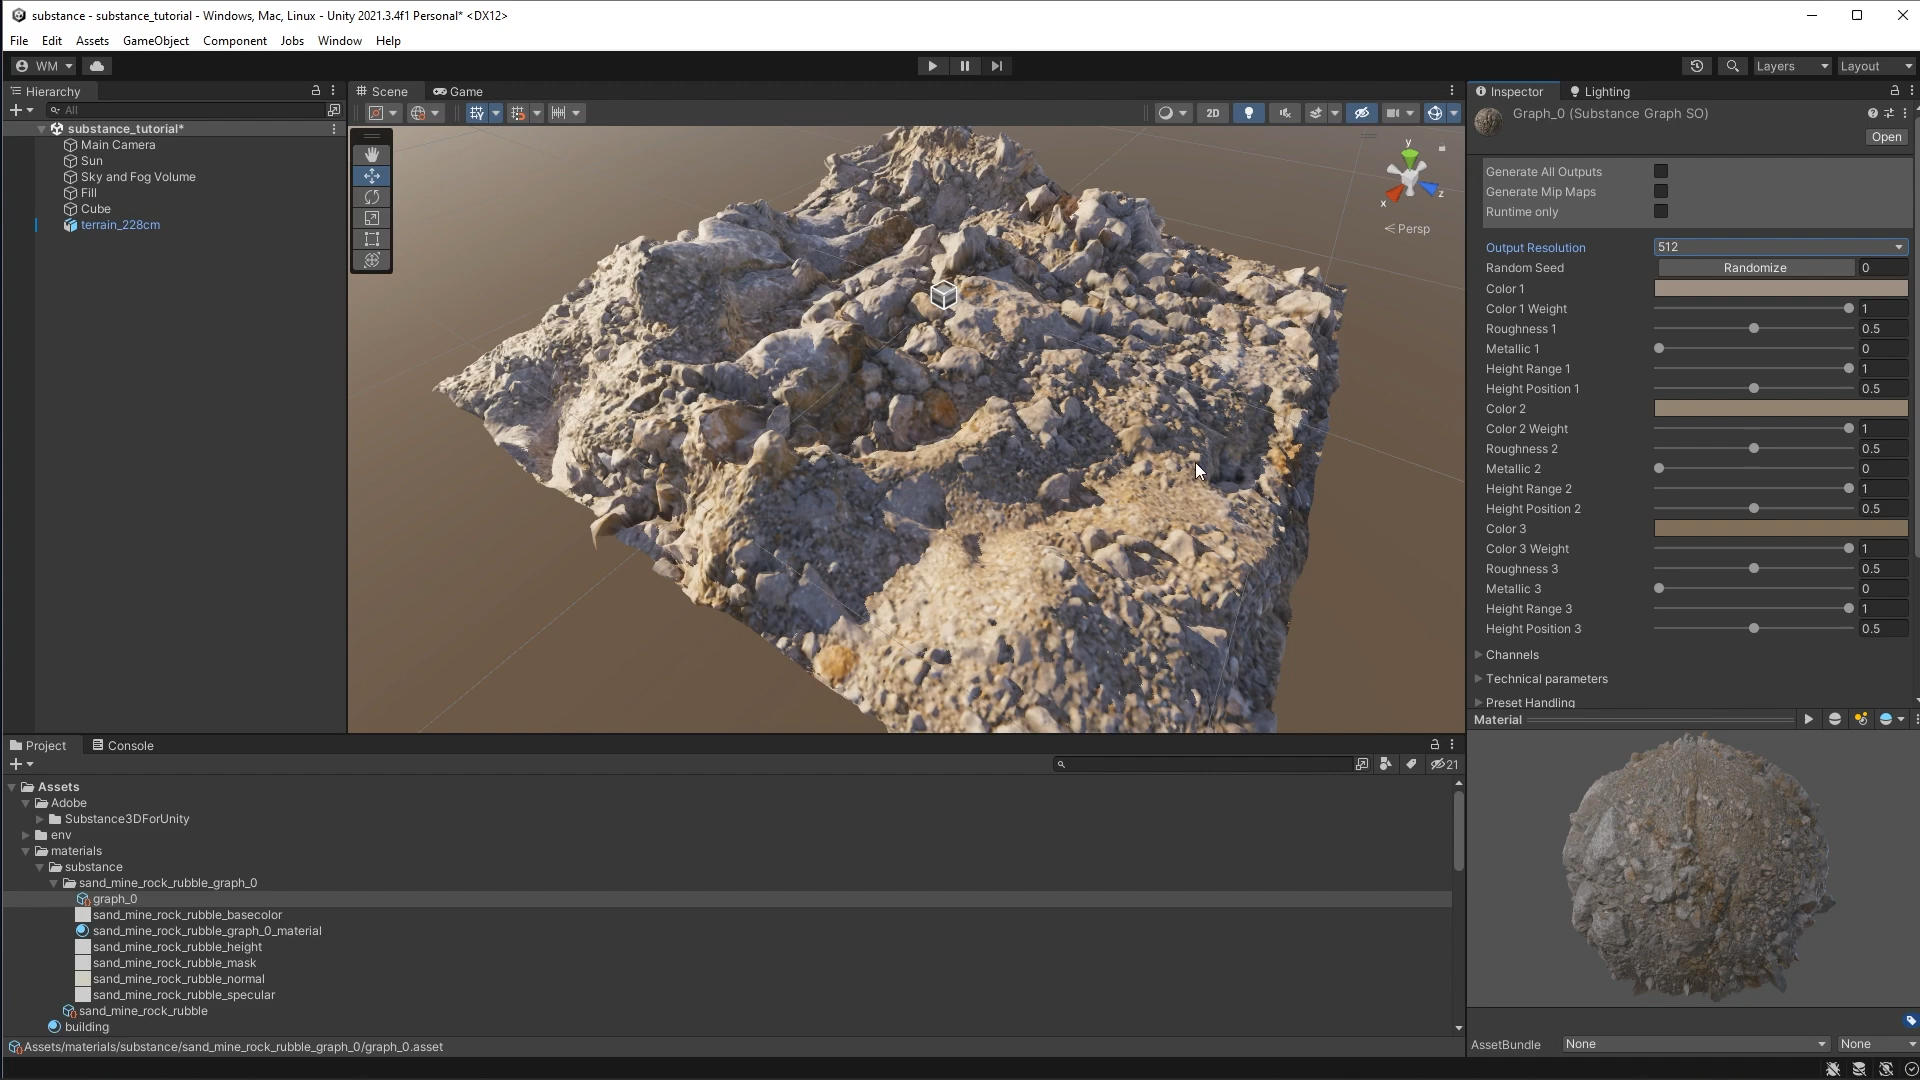 substance - substance_tutorial - Windows, Mac, Linux - Unity 2021.3.4f1 Personal* <DX12>
File Edit Assets GameObject Component Jobs Window Help
WM
Layers Layout
Hierarchy
All
substance_tutorial*
Main Camera
Sun
Sky and Fog Volume
Fill
Cube
terrain_228cm
Scene Game
2D
y
x
z
Persp
Inspector Lighting
Graph_0 (Substance Graph SO)
Open
Generate All Outputs
Generate Mip Maps
Runtime only
Output Resolution 512
Random Seed Randomize 0
Color 1
Color 1 Weight 1
Roughness 1 0.5
Metallic 1 0
Height Range 1 1
Height Position 1 0.5
Color 2
Color 2 Weight 1
Roughness 2 0.5
Metallic 2 0
Height Range 2 1
Height Position 2 0.5
Color 3
Color 3 Weight 1
Roughness 3 0.5
Metallic 3 0
Height Range 3 1
Height Position 3 0.5
Channels
Technical parameters
Preset Handling
Material
AssetBundle None None
Project Console
21
Assets
Adobe
Substance3DForUnity
env
materials
substance
sand_mine_rock_rubble_graph_0
graph_0
sand_mine_rock_rubble_basecolor
sand_mine_rock_rubble_graph_0_material
sand_mine_rock_rubble_height
sand_mine_rock_rubble_mask
sand_mine_rock_rubble_normal
sand_mine_rock_rubble_specular
sand_mine_rock_rubble
building
Assets/materials/substance/sand_mine_rock_rubble_graph_0/graph_0.asset